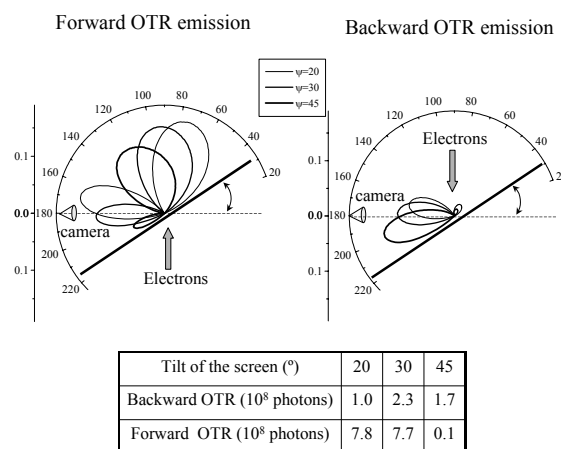 Forward OTR emission
Backward OTR emission
ψ=20
ψ=30
ψ=45
0.1
0.0
0.1
220
200
180
160
140
120
100
80
60
40
20
camera
Electrons
0.1
0.0
0.1
220
200
180
160
140
120
100
80
60
40
2
camera
Electrons
Tilt of the screen (º) 20 30 45
Backward OTR (10⁸ photons) 1.0 2.3 1.7
Forward OTR (10⁸ photons) 7.8 7.7 0.1